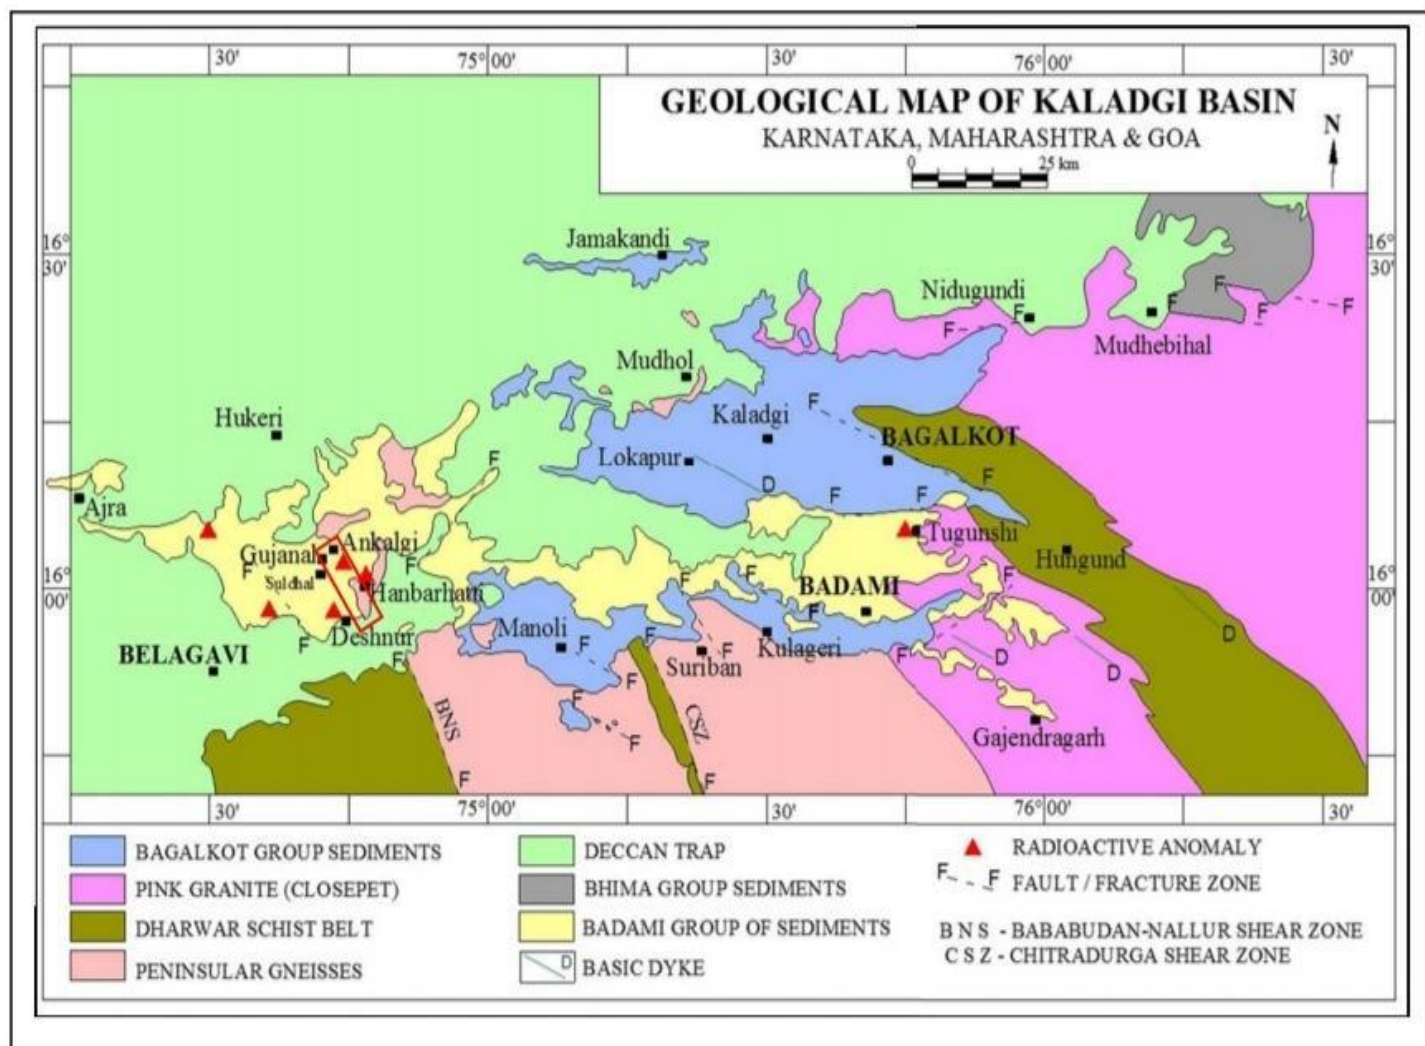 30'
75° 00'
30'
76° 00'
30'
GEOLOGICAL MAP OF KALADGI BASIN
KARNATAKA, MAHARASHTRA & GOA
0 25 km
N
16° 30'
16° 30'
Jamakandi
Nidugundi
F
F
F
F
F
F
F
Mudhebihal
Mudhol
Hukeri
Kaladgi
F
BAGALKOT
Lokapur
D
F
F
F
F
Ajra
Tugunshi
Ankalgi
Gujanal
Suldhal
F
F
Hanbarhatti
Hungund
16° 00'
16° 00'
F
F
BADAMI
F
Deshnur
F
F
Manoli
F
F
Kulageri
Suriban
F
F
D
D
D
BELAGAVI
BNS
CSZ
F
F
F
Gajendragarh
F
F
30'
75° 00'
30'
76° 00'
30'
BAGALKOT GROUP SEDIMENTS
PINK GRANITE (CLOSEPET)
DHARWAR SCHIST BELT
PENINSULAR GNEISSES
DECCAN TRAP
BHIMA GROUP SEDIMENTS
BADAMI GROUP OF SEDIMENTS
D BASIC DYKE
RADIOACTIVE ANOMALY
F F FAULT / FRACTURE ZONE
B N S - BABABUDAN-NALLUR SHEAR ZONE
C S Z - CHITRADURGA SHEAR ZONE